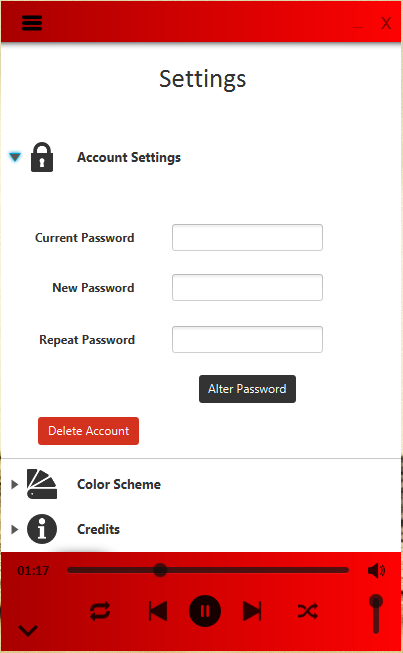 X
Settings
Account Settings
Current Password
New Password
Repeat Password
Alter Password
Delete Account
Color Scheme
Credits
01:17